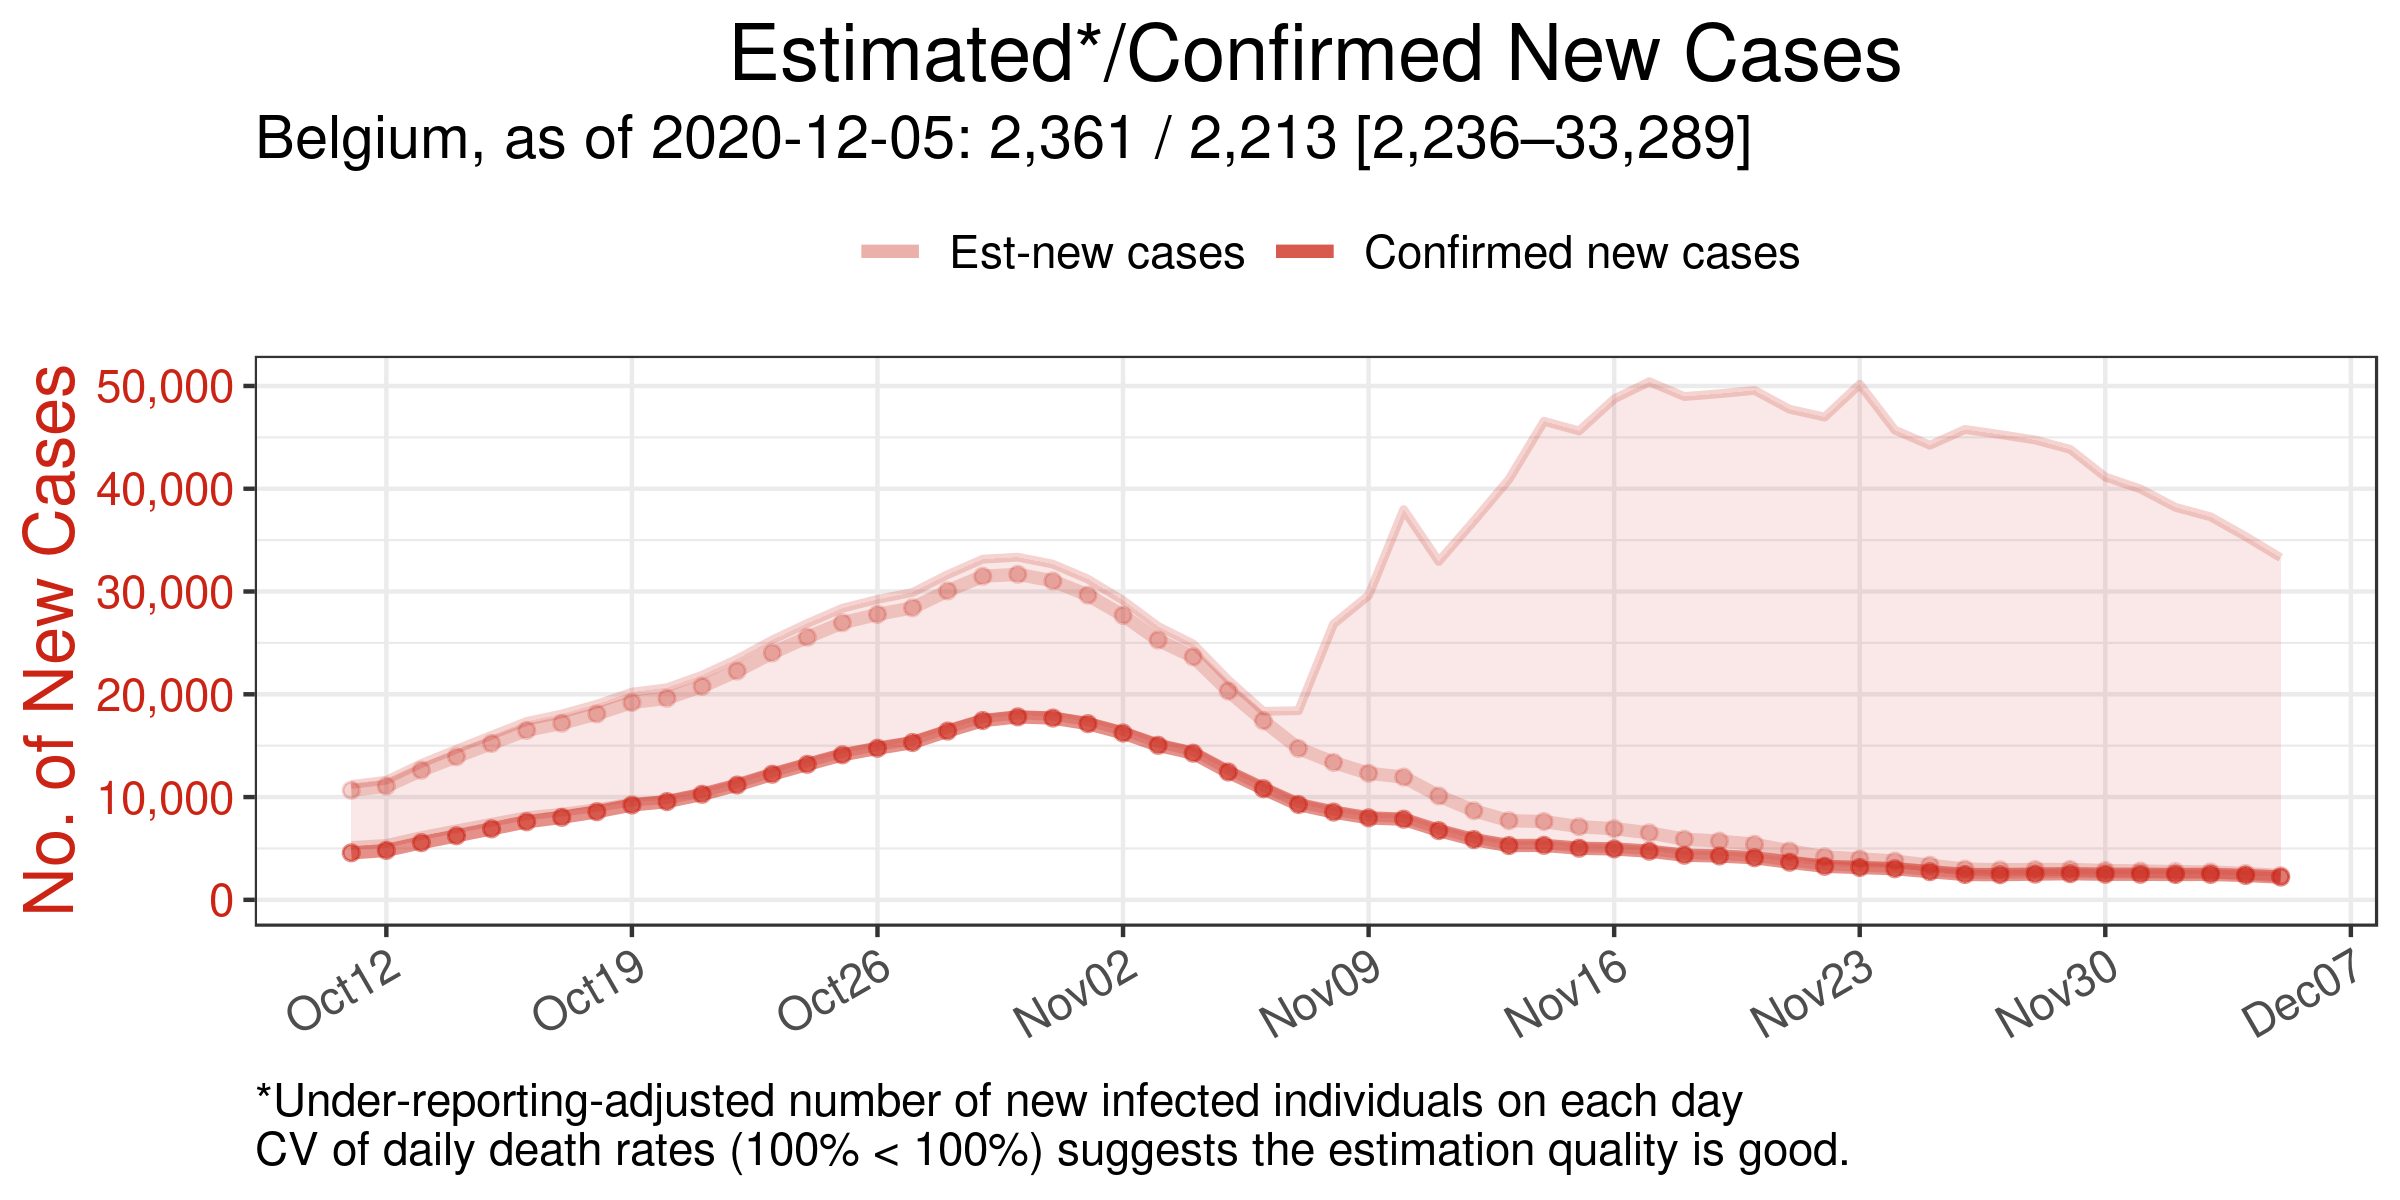 Estimated*/Confirmed New Cases
Belgium, as of 2020-12-05: 2,361 / 2,213 [2,236–33,289]
Est-new cases
Confirmed new cases
No. of New Cases
50,000
40,000
30,000
20,000
10,000
0
Oct12
Oct19
Oct26
Nov02
Nov09
Nov16
Nov23
Nov30
Dec07
*Under-reporting-adjusted number of new infected individuals on each day
CV of daily death rates (100% < 100%) suggests the estimation quality is good.